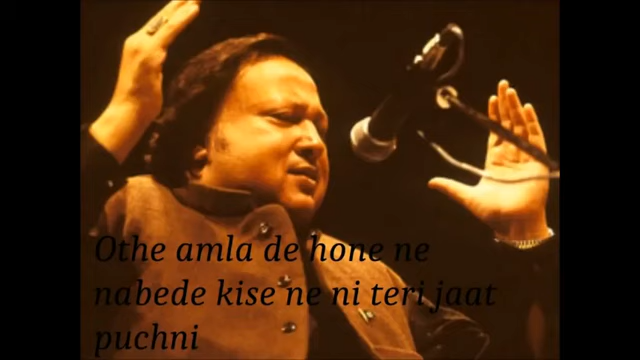 Othe amla de hone ne
nabede kise ne ni teri jaat
puchni